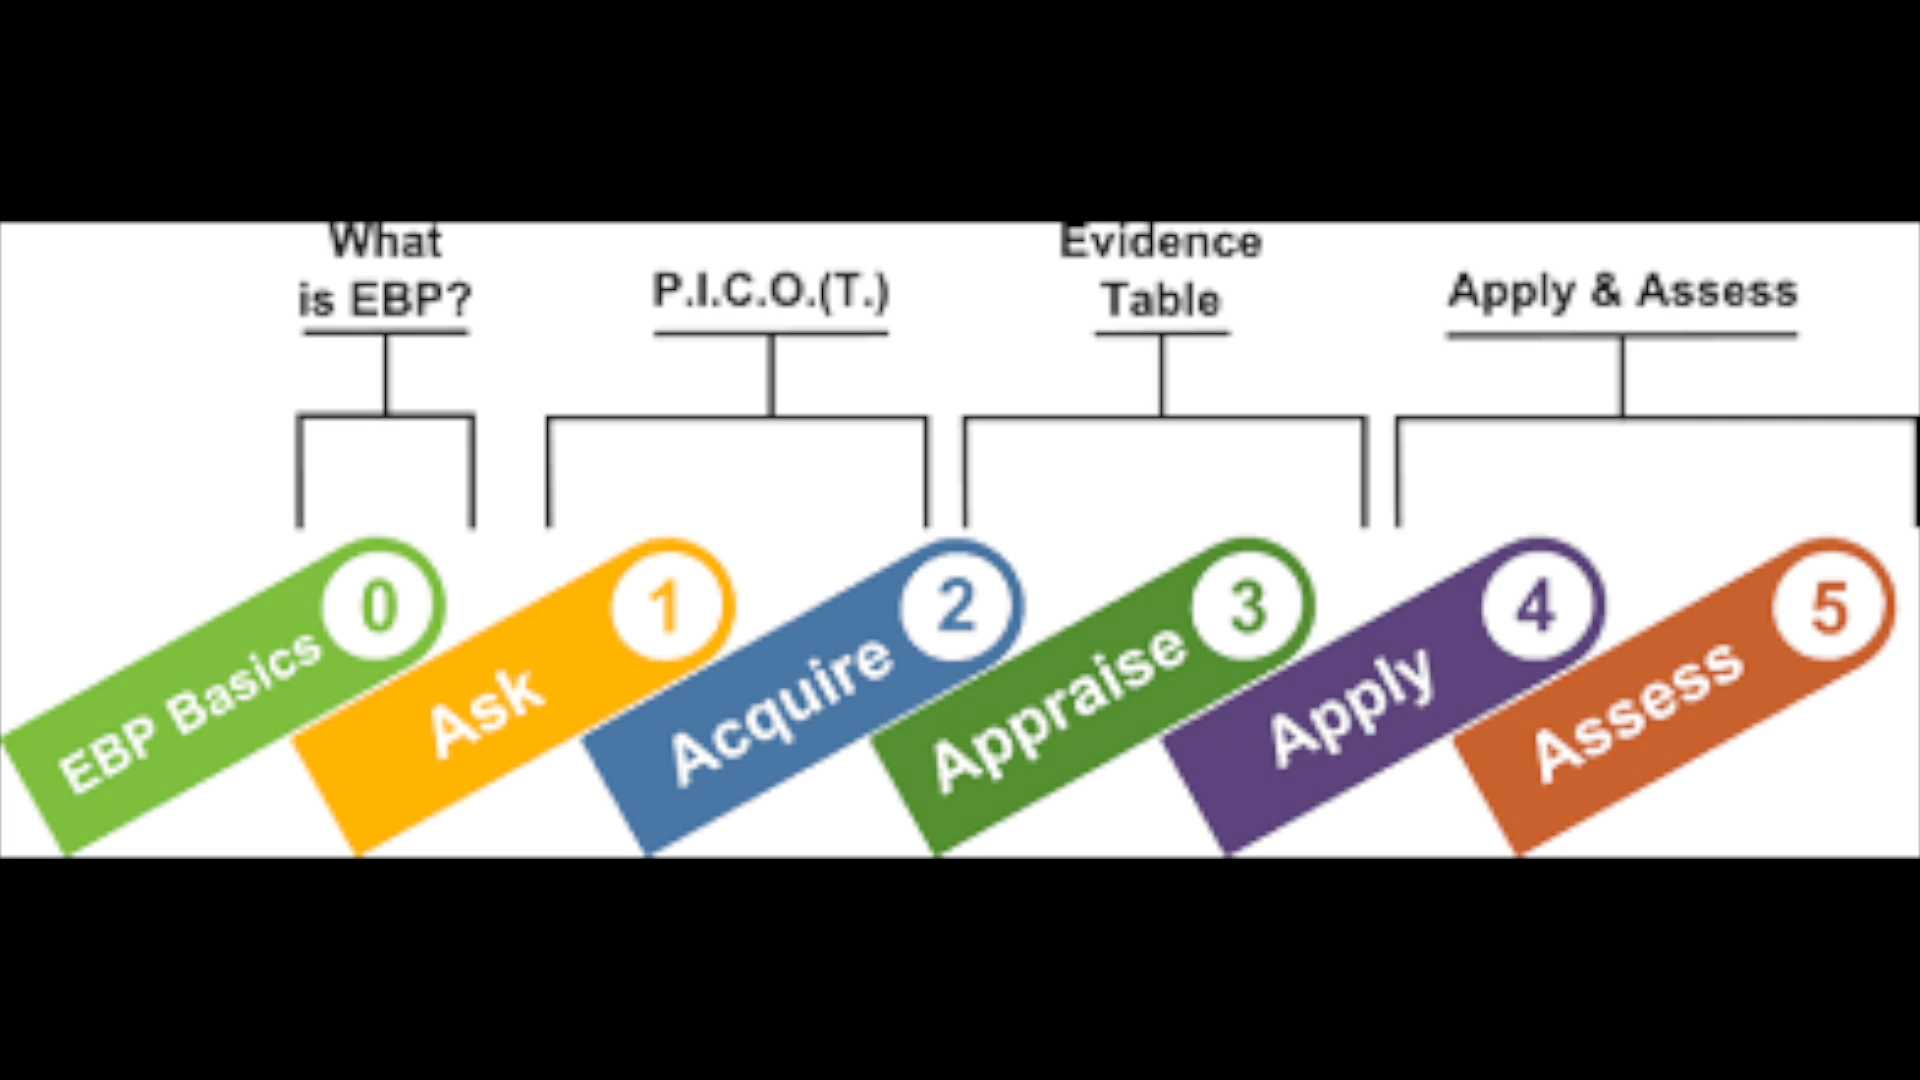 What
is EBP?
P.I.C.O.(T.)
Evidence
Table
Apply & Assess
EBP Basics 0
Ask 1
Acquire 2
Appraise 3
Apply 4
Assess 5